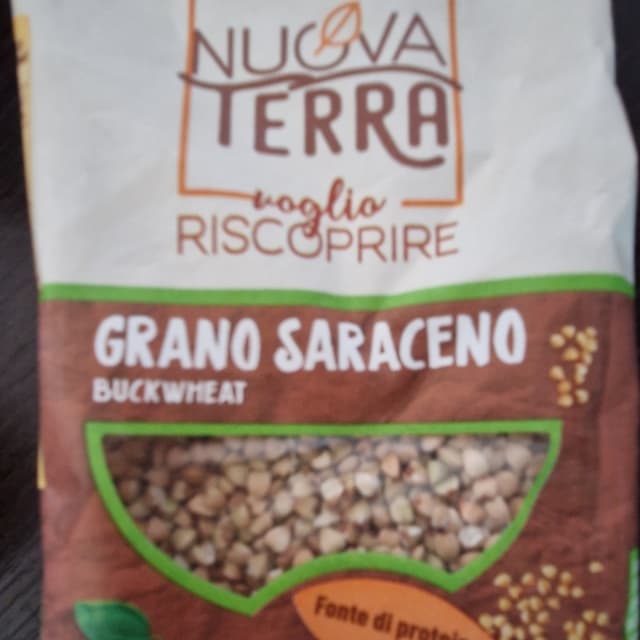 NUOVA
TERRA
voglio
RISCOPRIRE
GRANO SARACENO
BUCKWHEAT
Fonte di